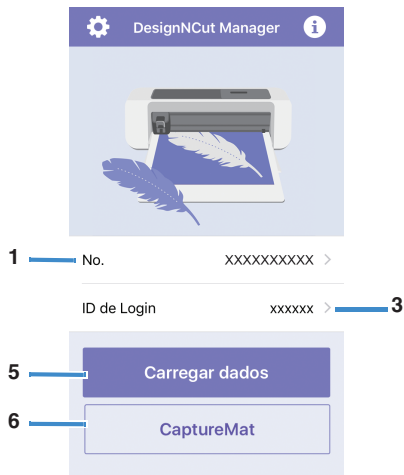 DesignNCut Manager
1 No. XXXXXXXXXX
ID de Login xxxxxx 3
5 Carregar dados
6 CaptureMat